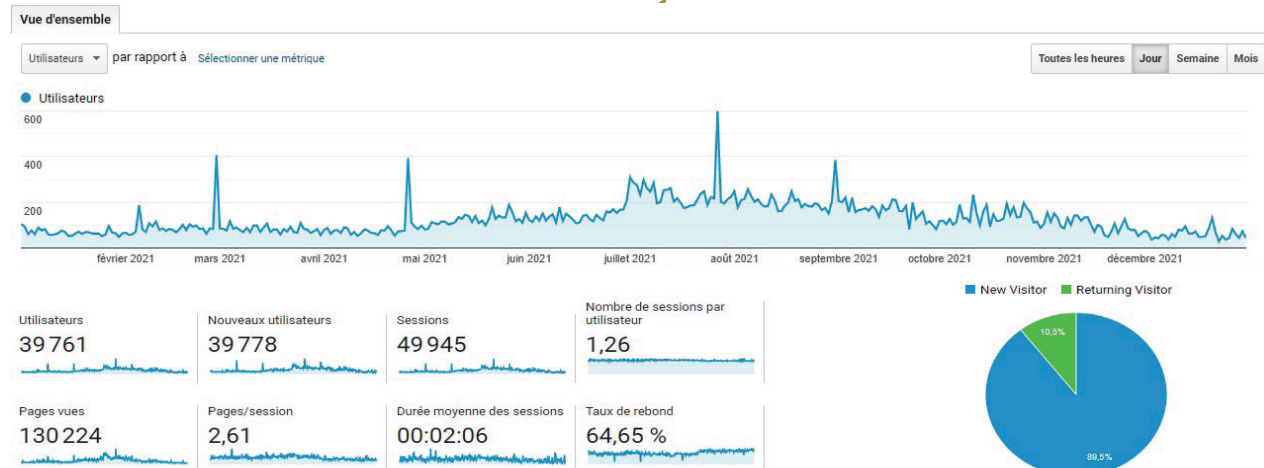 Vue d'ensemble
Utilisateurs par rapport à Sélectionner une métrique
Toutes les heures Jour Semaine Mois
Utilisateurs
600
400
200
février 2021 mars 2021 avril 2021 mai 2021 juin 2021 juillet 2021 août 2021 septembre 2021 octobre 2021 novembre 2021 décembre 2021
New Visitor Returning Visitor
Utilisateurs
39 761
Nouveaux utilisateurs
39 778
Sessions
49 945
Nombre de sessions par
utilisateur
1,26
Pages vues
130 224
Pages/session
2,61
Durée moyenne des sessions
00:02:06
Taux de rebond
64,65 %
10,5%
89,5%